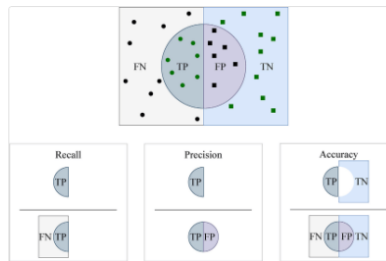 FN TP FP TN
Recall
TP
FN TP
Precision
TP
TP FP
Accuracy
TP TN
FN TP FP TN